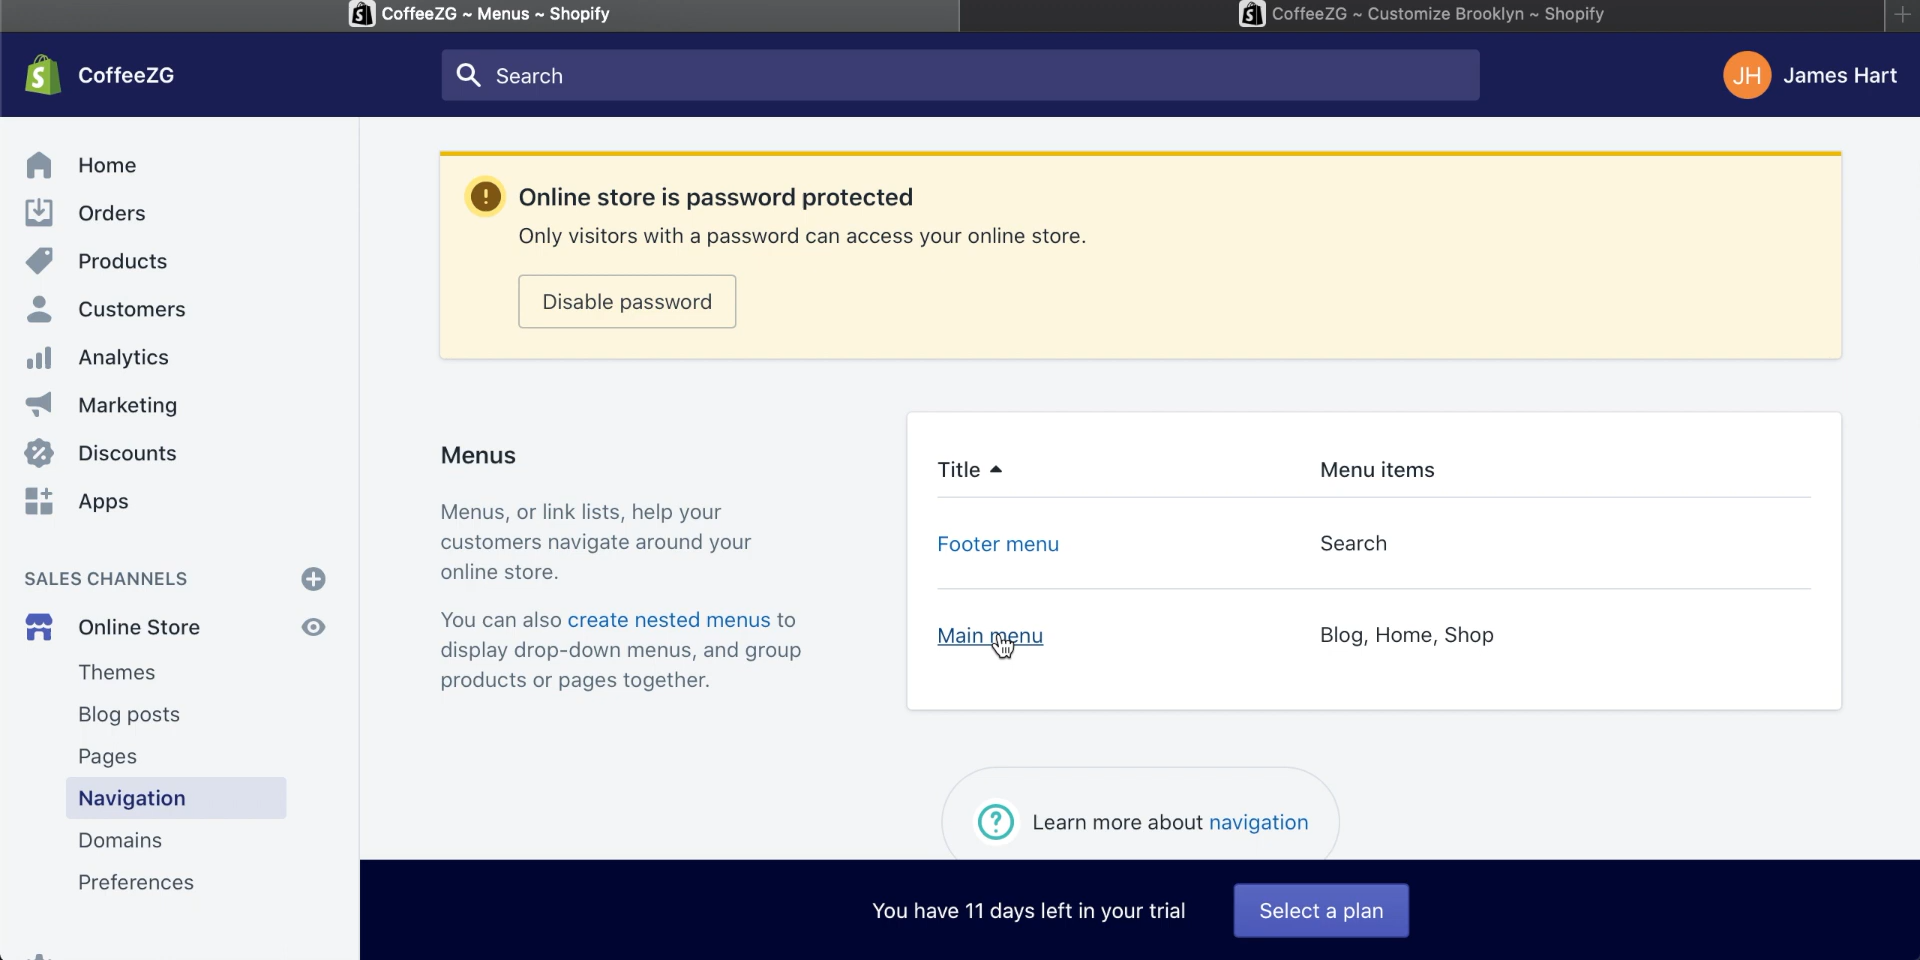 CoffeeZG ~ Menus ~ Shopify
CoffeeZG ~ Customize Brooklyn ~ Shopify
CoffeeZG
Search
JH
James Hart
Home
Orders
Products
Customers
Analytics
Marketing
Discounts
Apps
SALES CHANNELS
Online Store
Themes
Blog posts
Pages
Navigation
Domains
Preferences
Online store is password protected
Only visitors with a password can access your online store.
Disable password
Menus
Menus, or link lists, help your
customers navigate around your
online store.
You can also create nested menus to
display drop-down menus, and group
products or pages together.
Title
Menu items
Footer menu
Search
Main menu
Blog, Home, Shop
Learn more about navigation
You have 11 days left in your trial
Select a plan